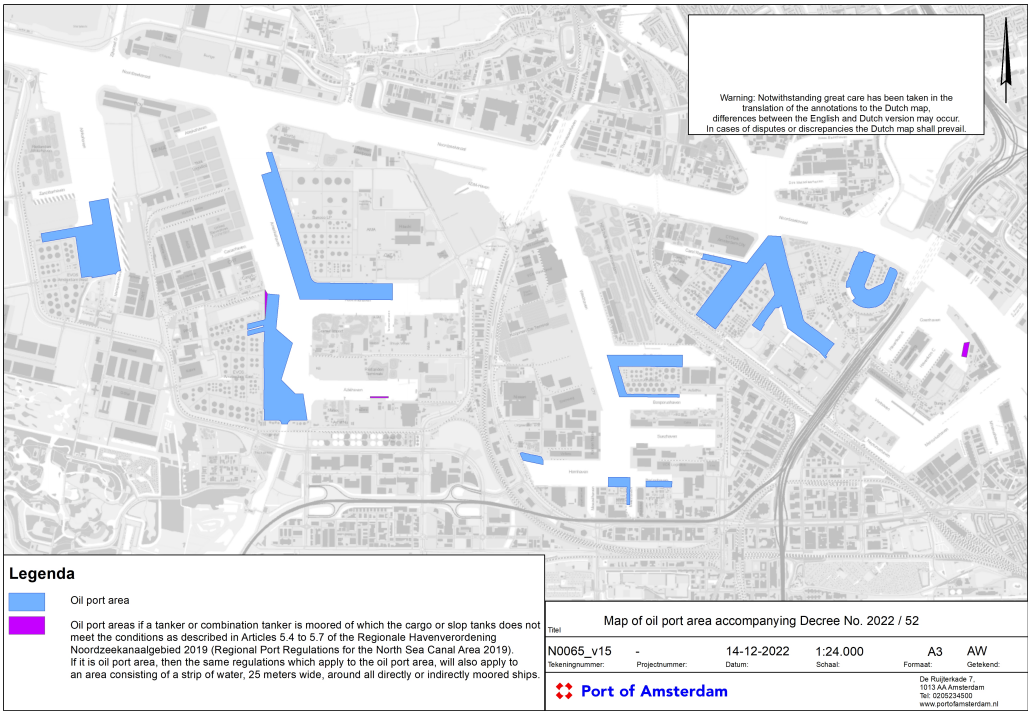 Warning: Notwithstanding great care has been taken in the
translation of the annotations to the Dutch map,
differences between the English and Dutch version may occur.
In cases of disputes or discrepancies the Dutch map shall prevail.
Legenda
Oil port area
Oil port areas if a tanker or combination tanker is moored of which the cargo or slop tanks does not
meet the conditions as described in Articles 5.4 to 5.7 of the Regionale Havenverordening
Noordzeekanaalgebied 2019 (Regional Port Regulations for the North Sea Canal Area 2019).
If it is oil port area, then the same regulations which apply to the oil port area, will also apply to
an area consisting of a strip of water, 25 meters wide, around all directly or indirectly moored ships.
Titel
Map of oil port area accompanying Decree No. 2022 / 52
N0065_v15 - 14-12-2022 1:24.000 A3 AW
Tekeningnummer: Projectnummer: Datum: Schaal: Formaat: Getekend:
Port of Amsterdam
De Ruijterkade 7,
1013 AA Amsterdam
Tel: 0205234500
www.portofamsterdam.nl